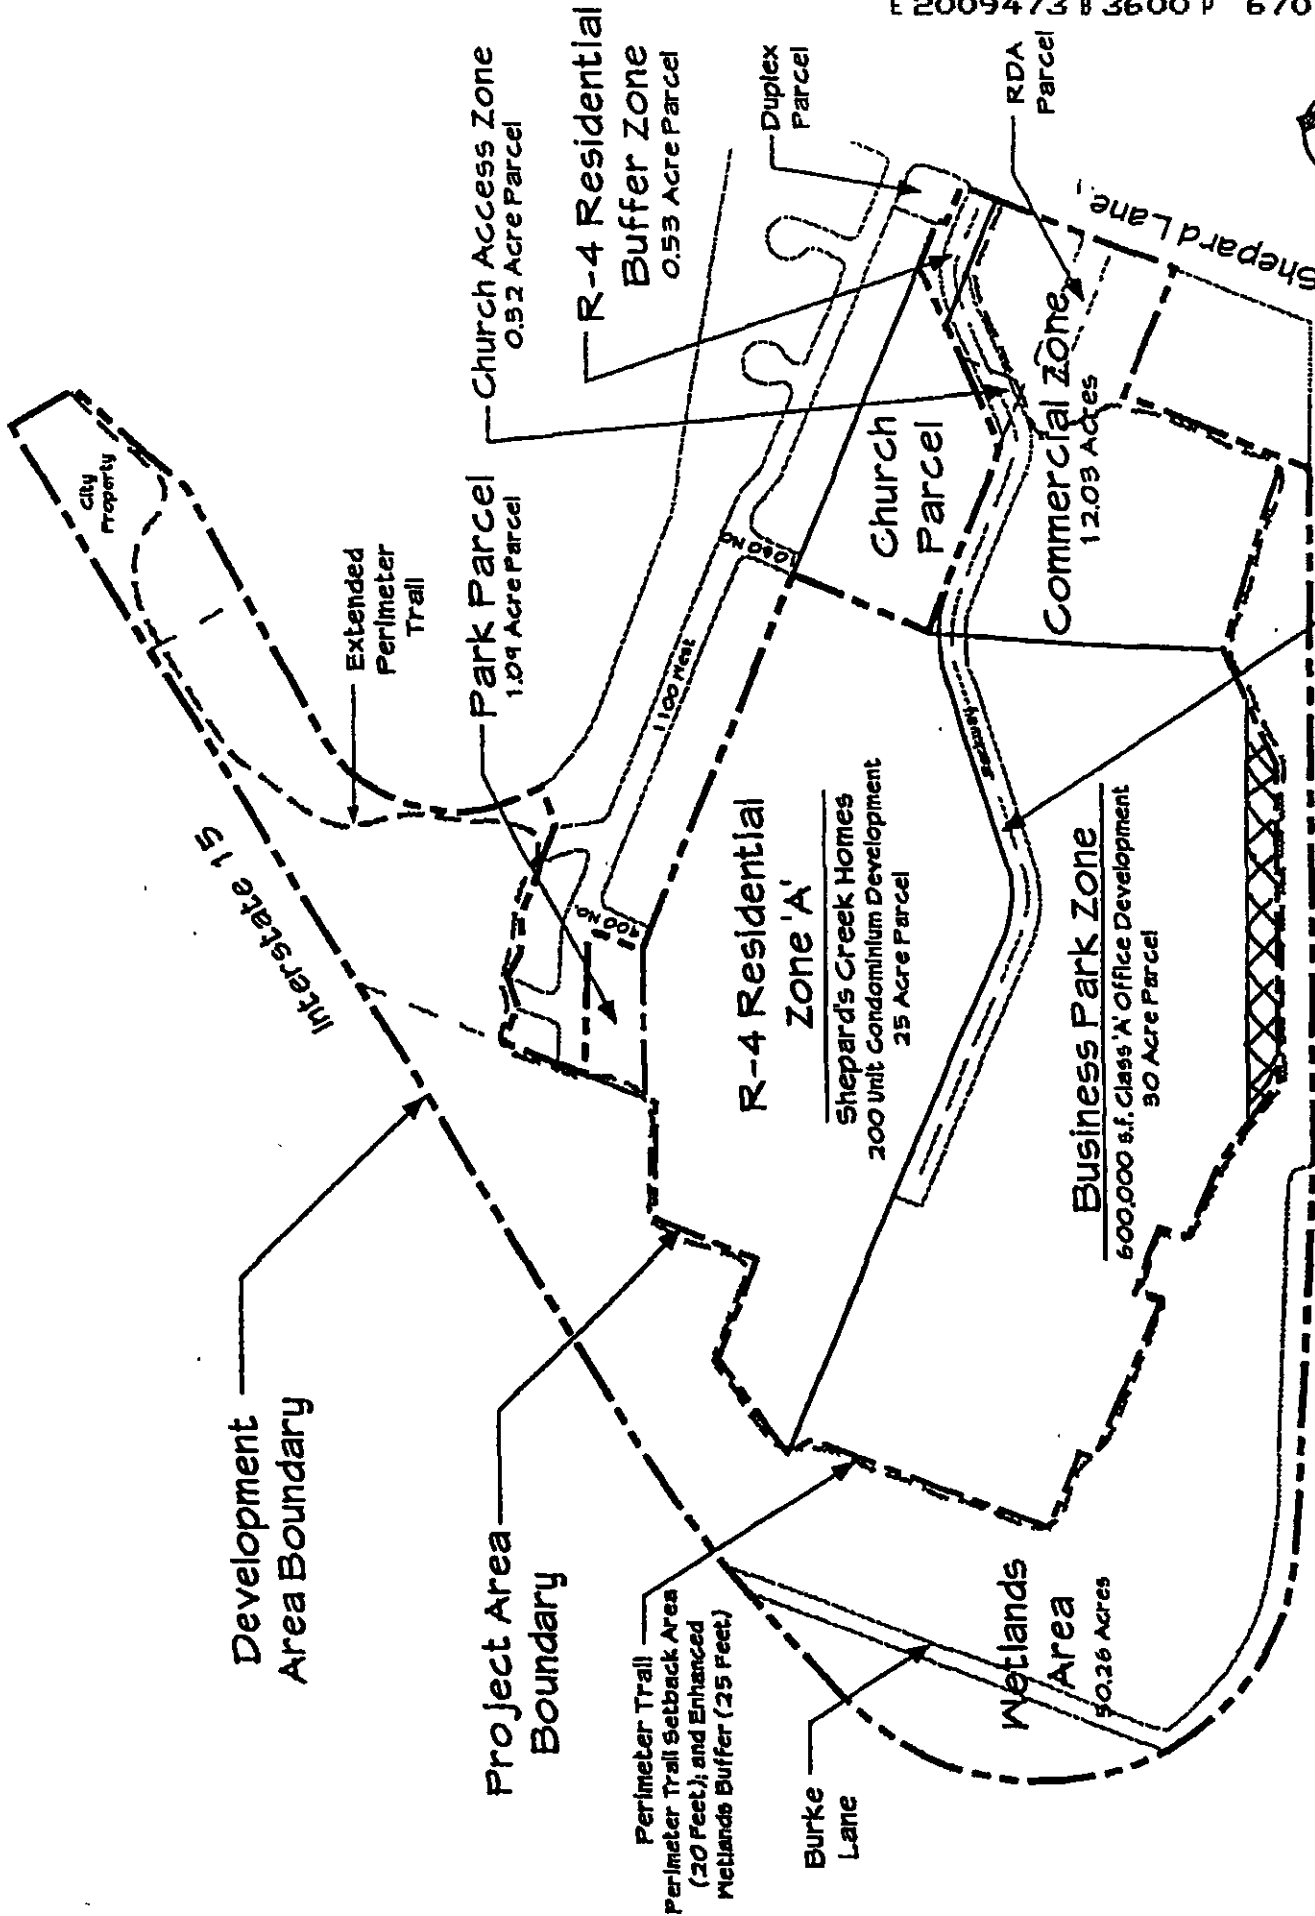 E 2009473 B 3600 P 670
Development
Area Boundary
Project Area
Boundary
Perimeter Trail
Perimeter Trail Setback Area
(20 Feet); and Enhanced
Wetlands Buffer (25 Feet)
Burke
Lane
Wetlands
Area
50.26 Acres
Interstate 15
City
Property
Extended
Perimeter
Trail
Park Parcel
1.09 Acre Parcel
Church Access Zone
0.32 Acre Parcel
R-4 Residential
Buffer Zone
0.53 Acre Parcel
Duplex
Parcel
RDA
Parcel
Shepard Lane
1100 West
1060 No.
400 No.
Church
Parcel
Commercial Zone
12.03 Acres
R-4 Residential
Zone 'A'
Shepard's Creek Homes
200 Unit Condominium Development
25 Acre Parcel
Business Park Zone
600,000 s.f. Class 'A' Office Development
30 Acre Parcel